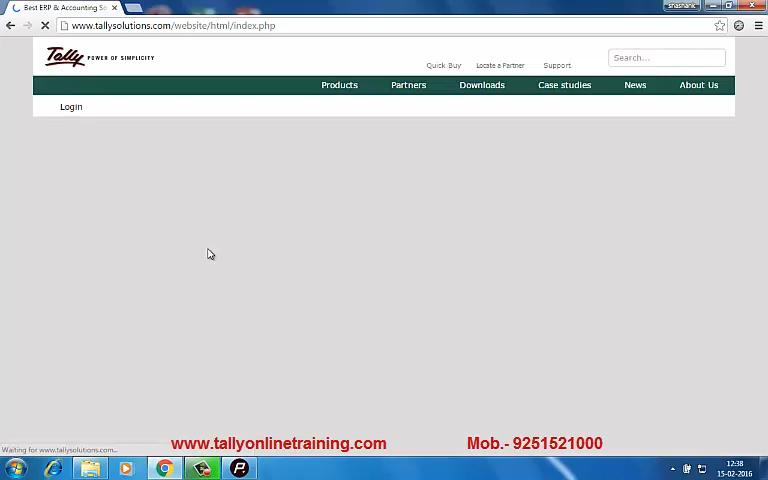 Best ERP & Accounting So
shashank
www.tallysolutions.com/website/html/index.php
Tally POWER OF SIMPLICITY
Quick Buy Locate a Partner Support Search...
Products Partners Downloads Case studies News About Us
Login
www.tallyonlinetraining.com Mob.- 9251521000
Waiting for www.tallysolutions.com...
12:38
15-02-2016